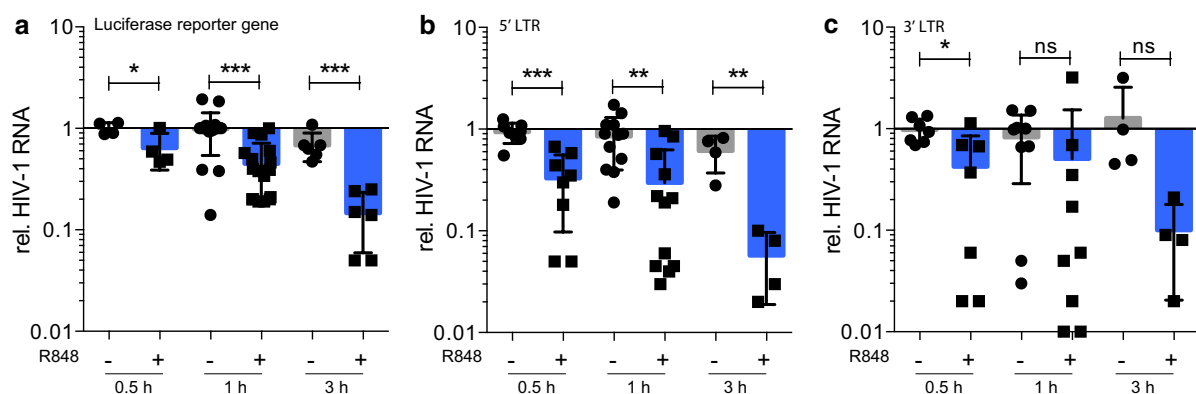 a Luciferase reporter gene
rel. HIV-1 RNA
10
1
0.1
0.01
* *** ***
R848 - + - + - +
0.5 h 1 h 3 h
b 5′ LTR
rel. HIV-1 RNA
10
1
0.1
0.01
*** ** **
R848 - + - + - +
0.5 h 1 h 3 h
c 3′ LTR
rel. HIV-1 RNA
10
1
0.1
0.01
* ns ns
R848 - + - + - +
0.5 h 1 h 3 h